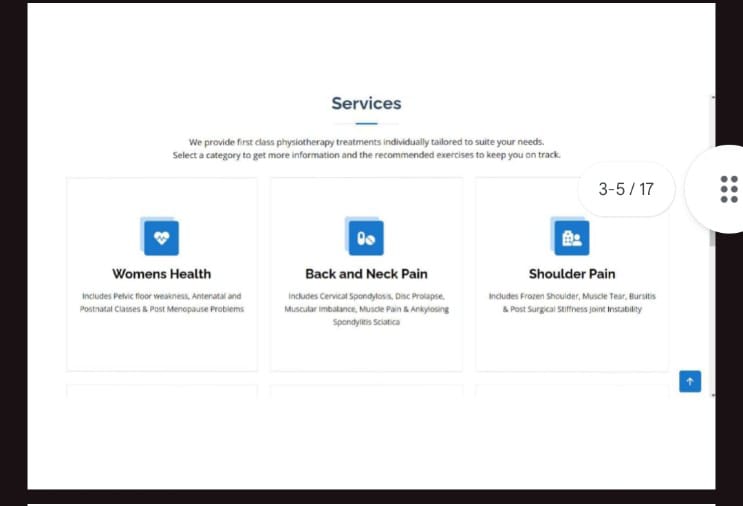 Services
We provide first class physiotherapy treatments individually tailored to suite your needs.
Select a category to get more information and the recommended exercises to keep you on track.
3-5 / 17
Womens Health
Includes Pelvic floor weakness, Antenatal and
Postnatal Classes & Post Menopause Problems
Back and Neck Pain
Includes Cervical Spondylosis, Disc Prolapse,
Muscular Imbalance, Muscle Pain & Ankylosing
Spondylitis Sciatica
Shoulder Pain
Includes Frozen Shoulder, Muscle Tear, Bursitis
& Post Surgical Stiffness Joint Instability